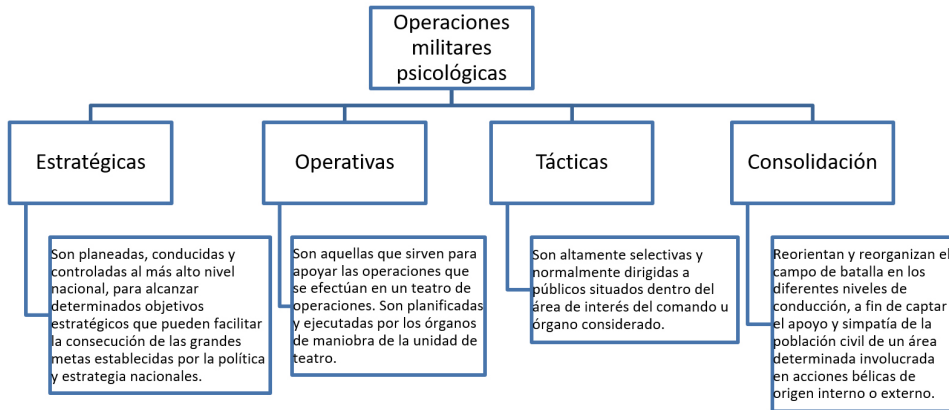 Operaciones
militares
psicológicas
Estratégicas
Operativas
Tácticas
Consolidación
Son planeadas, conducidas y
controladas al más alto nivel
nacional, para alcanzar
determinados objetivos
estratégicos que pueden facilitar
la consecución de las grandes
metas establecidas por la política
y estrategia nacionales.
Son aquellas que sirven para
apoyar las operaciones que
se efectúan en un teatro de
operaciones. Son planificadas
y ejecutadas por los órganos
de maniobra de la unidad de
teatro.
Son altamente selectivas y
normalmente dirigidas a
públicos situados dentro del
área de interés del comando u
órgano considerado.
Reorientan y reorganizan el
campo de batalla en los
diferentes niveles de
conducción, a fin de captar
el apoyo y simpatía de la
población civil de un área
determinada involucrada
en acciones bélicas de
origen interno o externo.